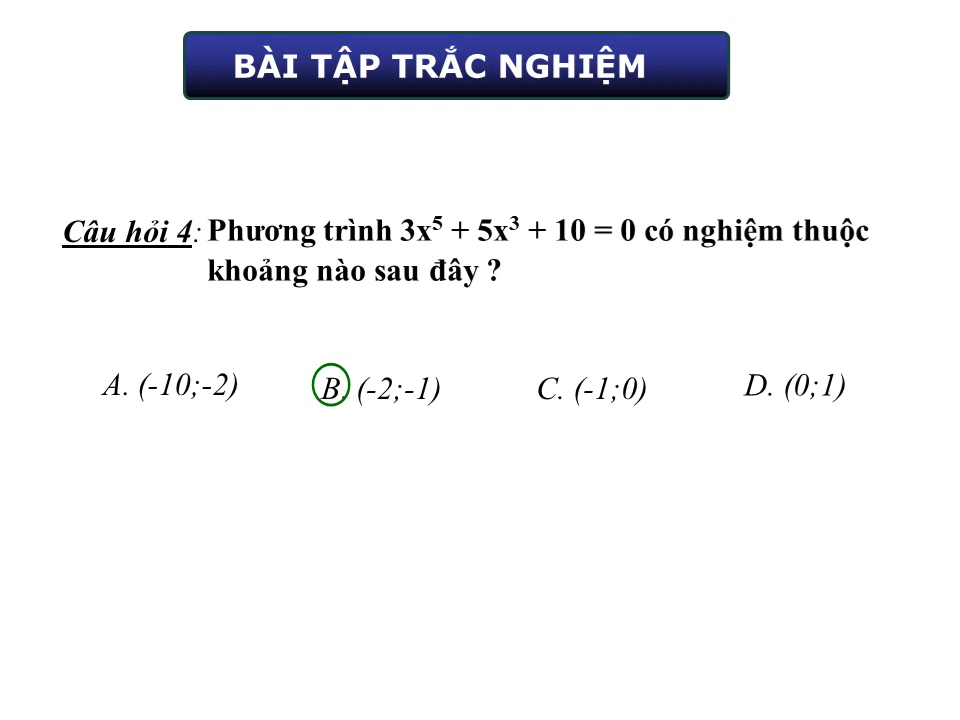 BÀI TẬP TRẮC NGHIỆM
Câu hỏi 4: Phương trình 3x⁵ + 5x³ + 10 = 0 có nghiệm thuộc
khoảng nào sau đây ?
A. (-10;-2) B. (-2;-1) C. (-1;0) D. (0;1)